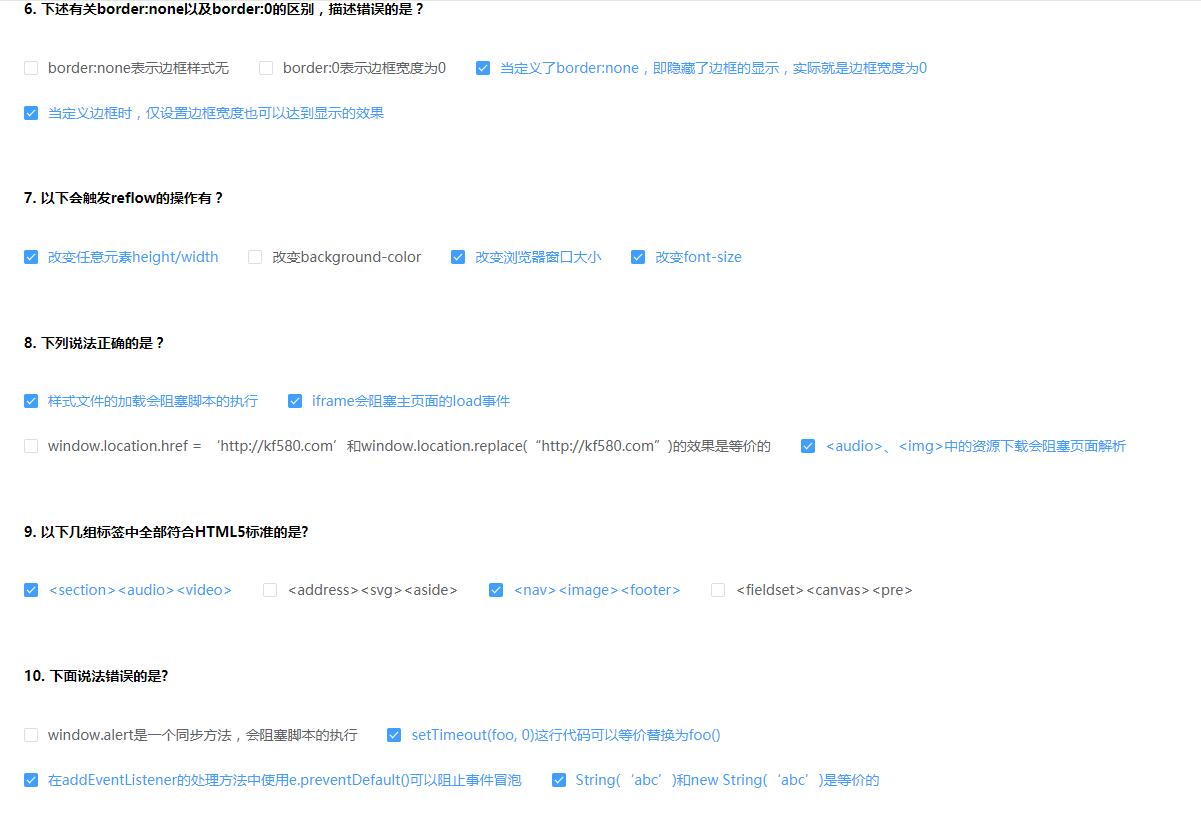 6. 下述有关border:none以及border:0的区别，描述错误的是？
border:none表示边框样式无 border:0表示边框宽度为0 当定义了border:none，即隐藏了边框的显示，实际就是边框宽度为0
当定义边框时，仅设置边框宽度也可以达到显示的效果
7. 以下会触发reflow的操作有？
改变任意元素height/width 改变background-color 改变浏览器窗口大小 改变font-size
8. 下列说法正确的是？
样式文件的加载会阻塞脚本的执行 iframe会阻塞主页面的load事件
window.location.href = ‘http://kf580.com’和window.location.replace(“http://kf580.com”)的效果是等价的 <audio>、<img>中的资源下载会阻塞页面解析
9. 以下几组标签中全部符合HTML5标准的是?
<section><audio><video> <address><svg><aside> <nav><image><footer> <fieldset><canvas><pre>
10. 下面说法错误的是?
window.alert是一个同步方法，会阻塞脚本的执行 setTimeout(foo, 0)这行代码可以等价替换为foo()
在addEventListener的处理方法中使用e.preventDefault()可以阻止事件冒泡 String(‘abc’)和new String(‘abc’)是等价的